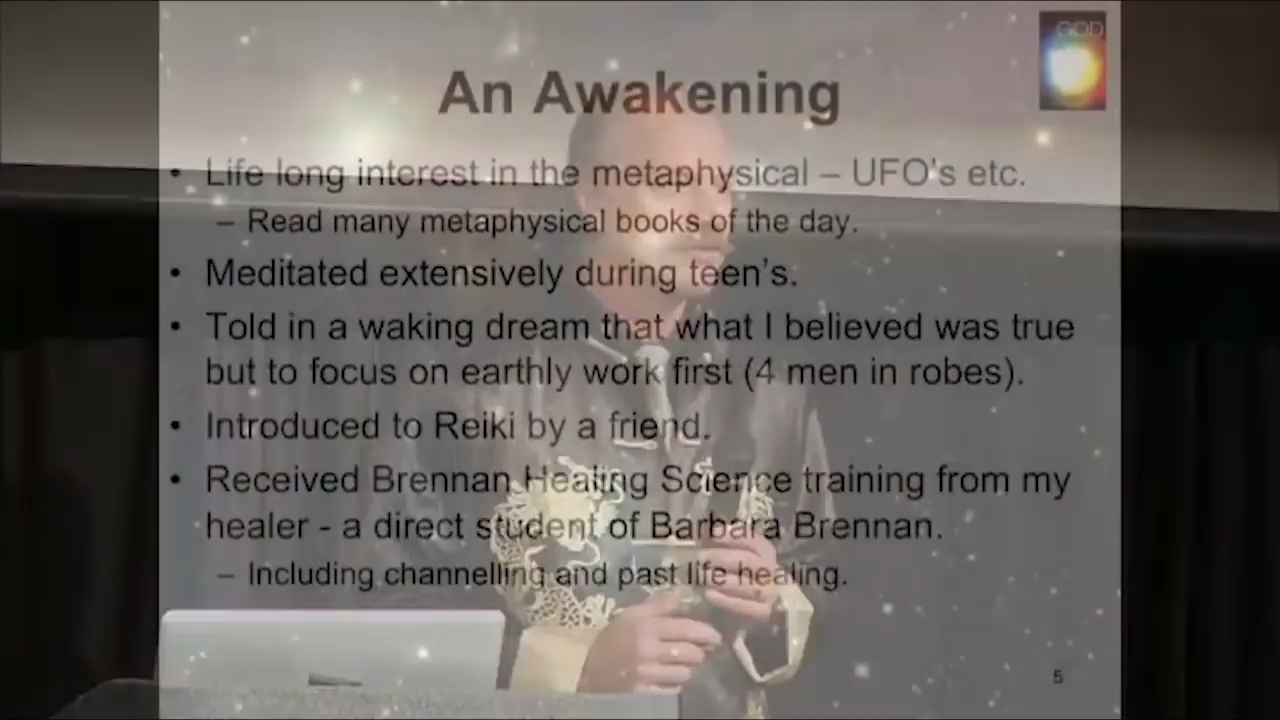 GOD
An Awakening
• Life long interest in the metaphysical – UFO's etc.
– Read many metaphysical books of the day.
• Meditated extensively during teen's.
• Told in a waking dream that what I believed was true
but to focus on earthly work first (4 men in robes).
• Introduced to Reiki by a friend.
• Received Brennan Healing Science training from my
healer - a direct student of Barbara Brennan.
– Including channelling and past life healing.
5